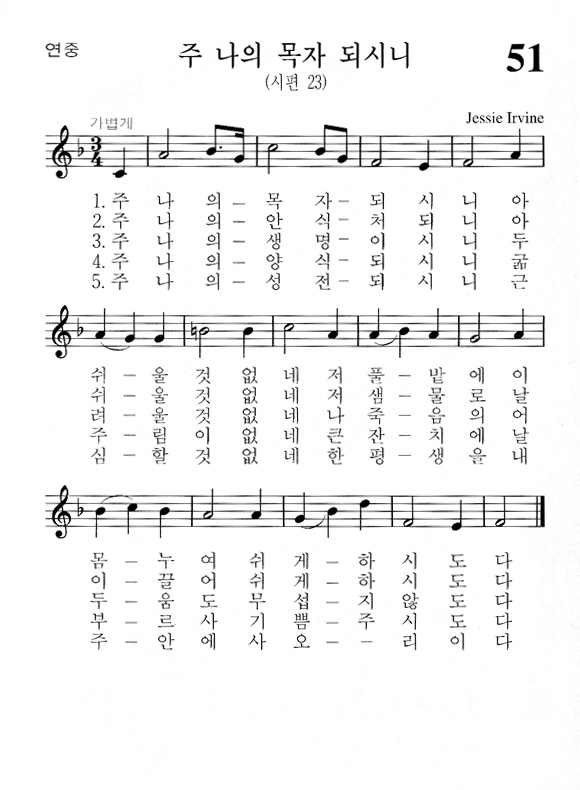 연중
주 나의 목자 되시니
51
(시편 23)
가볍게
Jessie Irvine
3
4
1. 주 나 의 – 목 자 – 되 시 니 아
2. 주 나 의 – 안 식 – 처 되 니 아
3. 주 나 의 – 생 명 – 이 시 니 두
4. 주 나 의 – 양 식 – 되 시 니 굶
5. 주 나 의 – 성 전 – 되 시 니 근
쉬 – 울 것 없 네 저 풀 – 밭 에 이
쉬 – 울 것 없 네 저 샘 – 물 로 날
려 – 울 것 없 네 나 죽 – 음 의 어
주 – 림 이 없 네 큰 잔 – 치 에 날
심 – 할 것 없 네 한 평 – 생 을 내
몸 – 누 여 쉬 게 – 하 시 도 다
이 – 끌 어 쉬 게 – 하 시 도 다
두 – 움 도 무 섭 – 지 않 도 다
부 – 르 사 기 쁨 – 주 시 도 다
주 – 안 에 사 오 – – 리 이 다